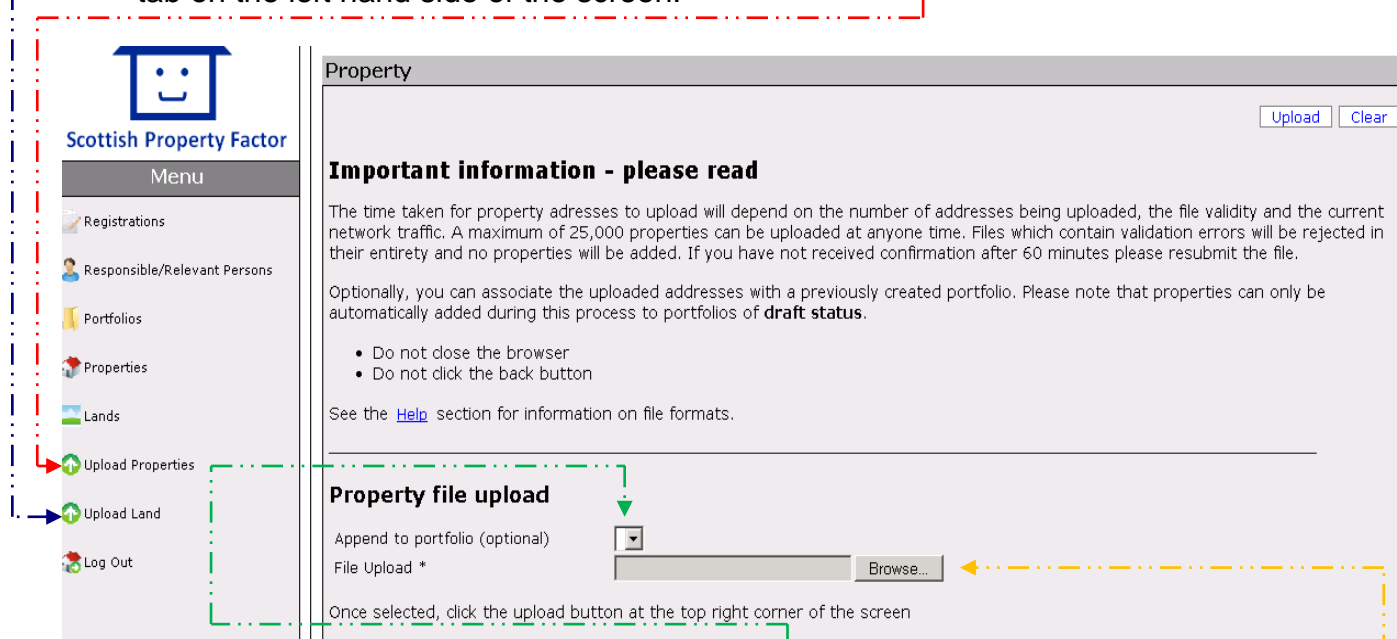 tab on the left hand side of the screen.
Scottish Property Factor
Menu
Registrations
Responsible/Relevant Persons
Portfolios
Properties
Lands
Upload Properties
Upload Land
Log Out
Property
Upload Clear
Important information - please read
The time taken for property adresses to upload will depend on the number of addresses being uploaded, the file validity and the current
network traffic. A maximum of 25,000 properties can be uploaded at anyone time. Files which contain validation errors will be rejected in
their entirety and no properties will be added. If you have not received confirmation after 60 minutes please resubmit the file.
Optionally, you can associate the uploaded addresses with a previously created portfolio. Please note that properties can only be
automatically added during this process to portfolios of draft status.
• Do not close the browser
• Do not click the back button
See the Help section for information on file formats.
Property file upload
Append to portfolio (optional)
File Upload * Browse...
Once selected, click the upload button at the top right corner of the screen